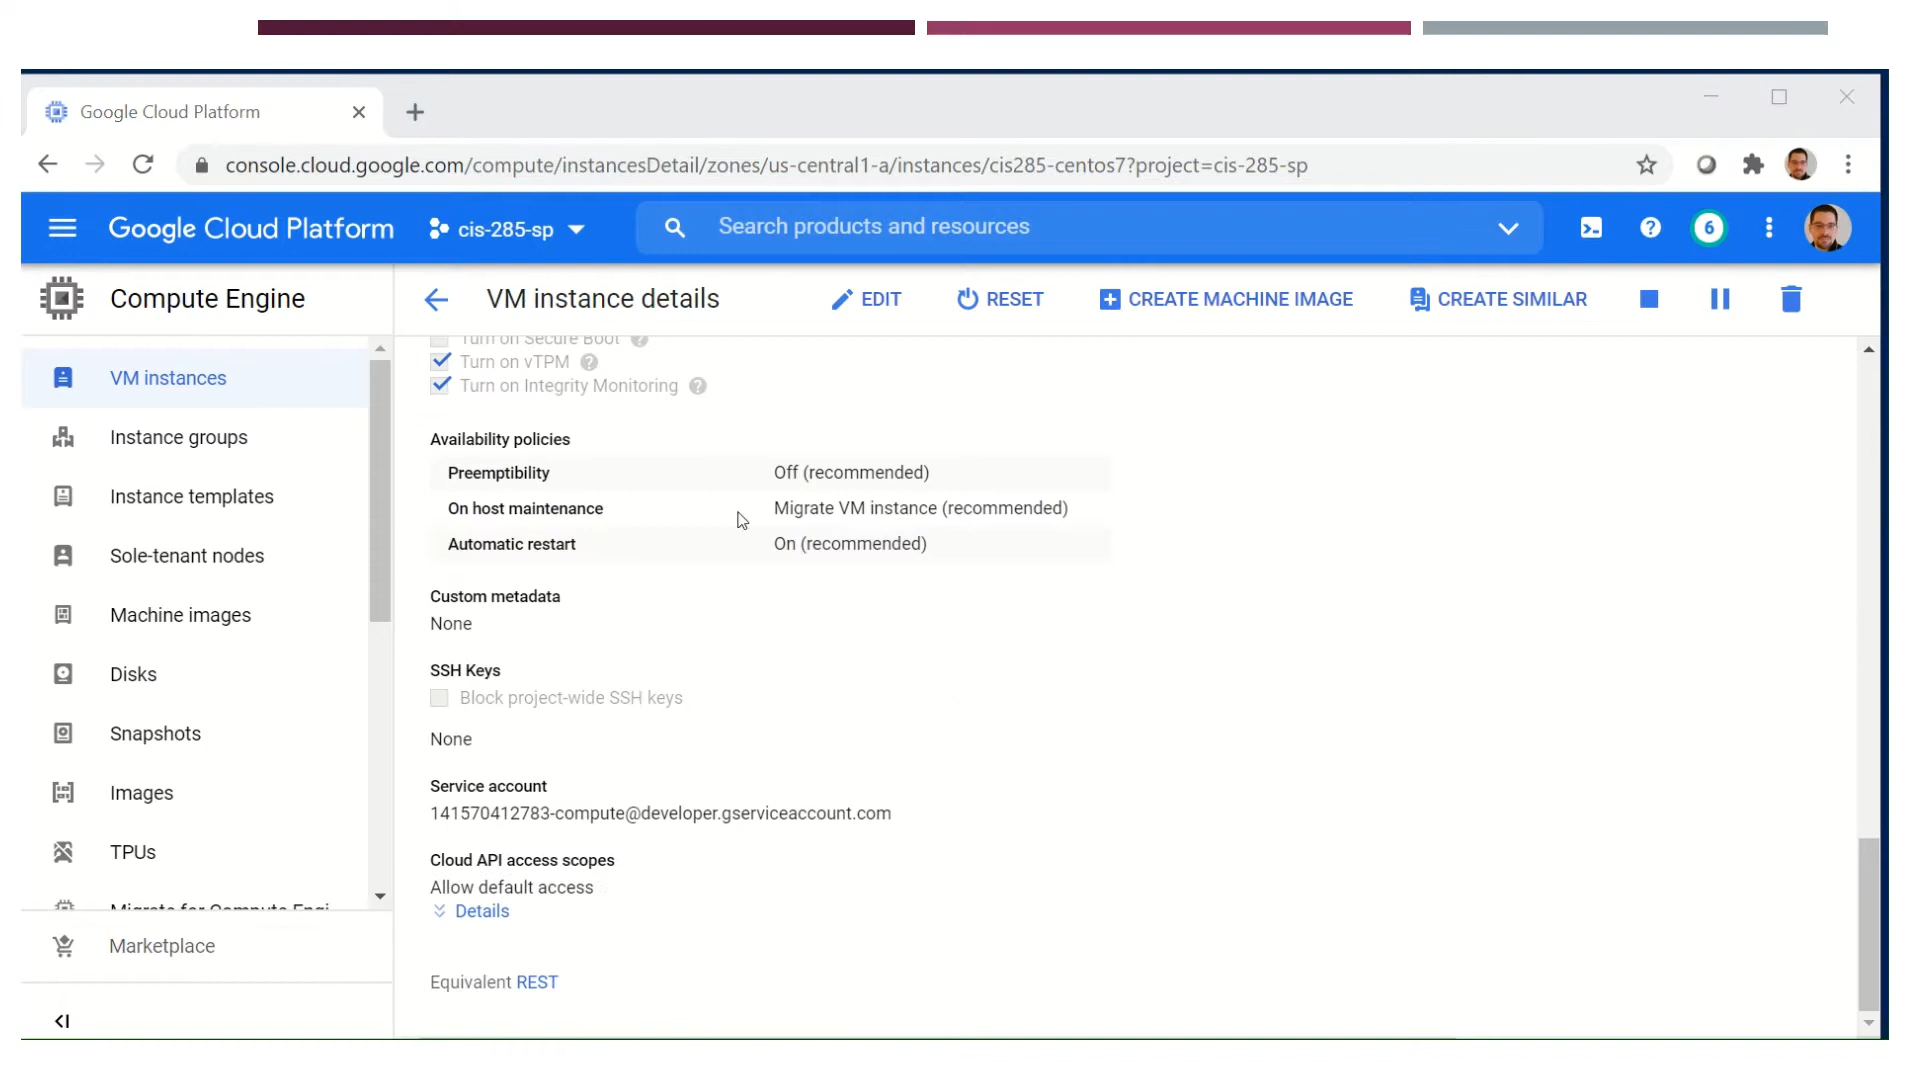 Google Cloud Platform
console.cloud.google.com/compute/instancesDetail/zones/us-central1-a/instances/cis285-centos7?project=cis-285-sp
Google Cloud Platform
cis-285-sp
Search products and resources
6
Compute Engine
VM instance details
EDIT
RESET
CREATE MACHINE IMAGE
CREATE SIMILAR
VM instances
Instance groups
Instance templates
Sole-tenant nodes
Machine images
Disks
Snapshots
Images
TPUs
Migrate for Compute Engi
Marketplace
Turn on Secure Boot
Turn on vTPM
Turn on Integrity Monitoring
Availability policies
Preemptibility Off (recommended)
On host maintenance Migrate VM instance (recommended)
Automatic restart On (recommended)
Custom metadata
None
SSH Keys
Block project-wide SSH keys
None
Service account
141570412783-compute@developer.gserviceaccount.com
Cloud API access scopes
Allow default access
Details
Equivalent REST